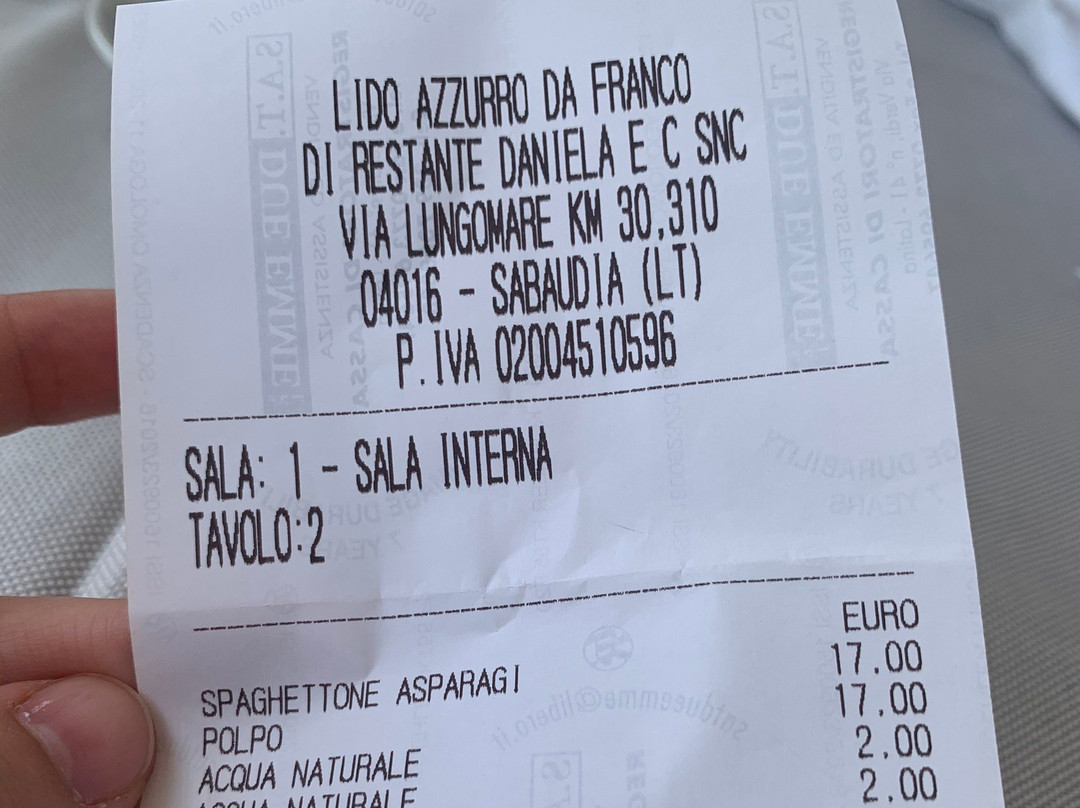 LIDO AZZURRO DA FRANCO
DI RESTANTE DANIELA E C SNC
VIA LUNGOMARE KM 30,310
04016 - SABAUDIA (LT)
P.IVA 02004510596
SALA: 1 - SALA INTERNA
TAVOLO:2
EURO
SPAGHETTONE ASPARAGI 17.00
POLPO 17.00
ACQUA NATURALE 2.00
ACQUA NATURALE 2.00